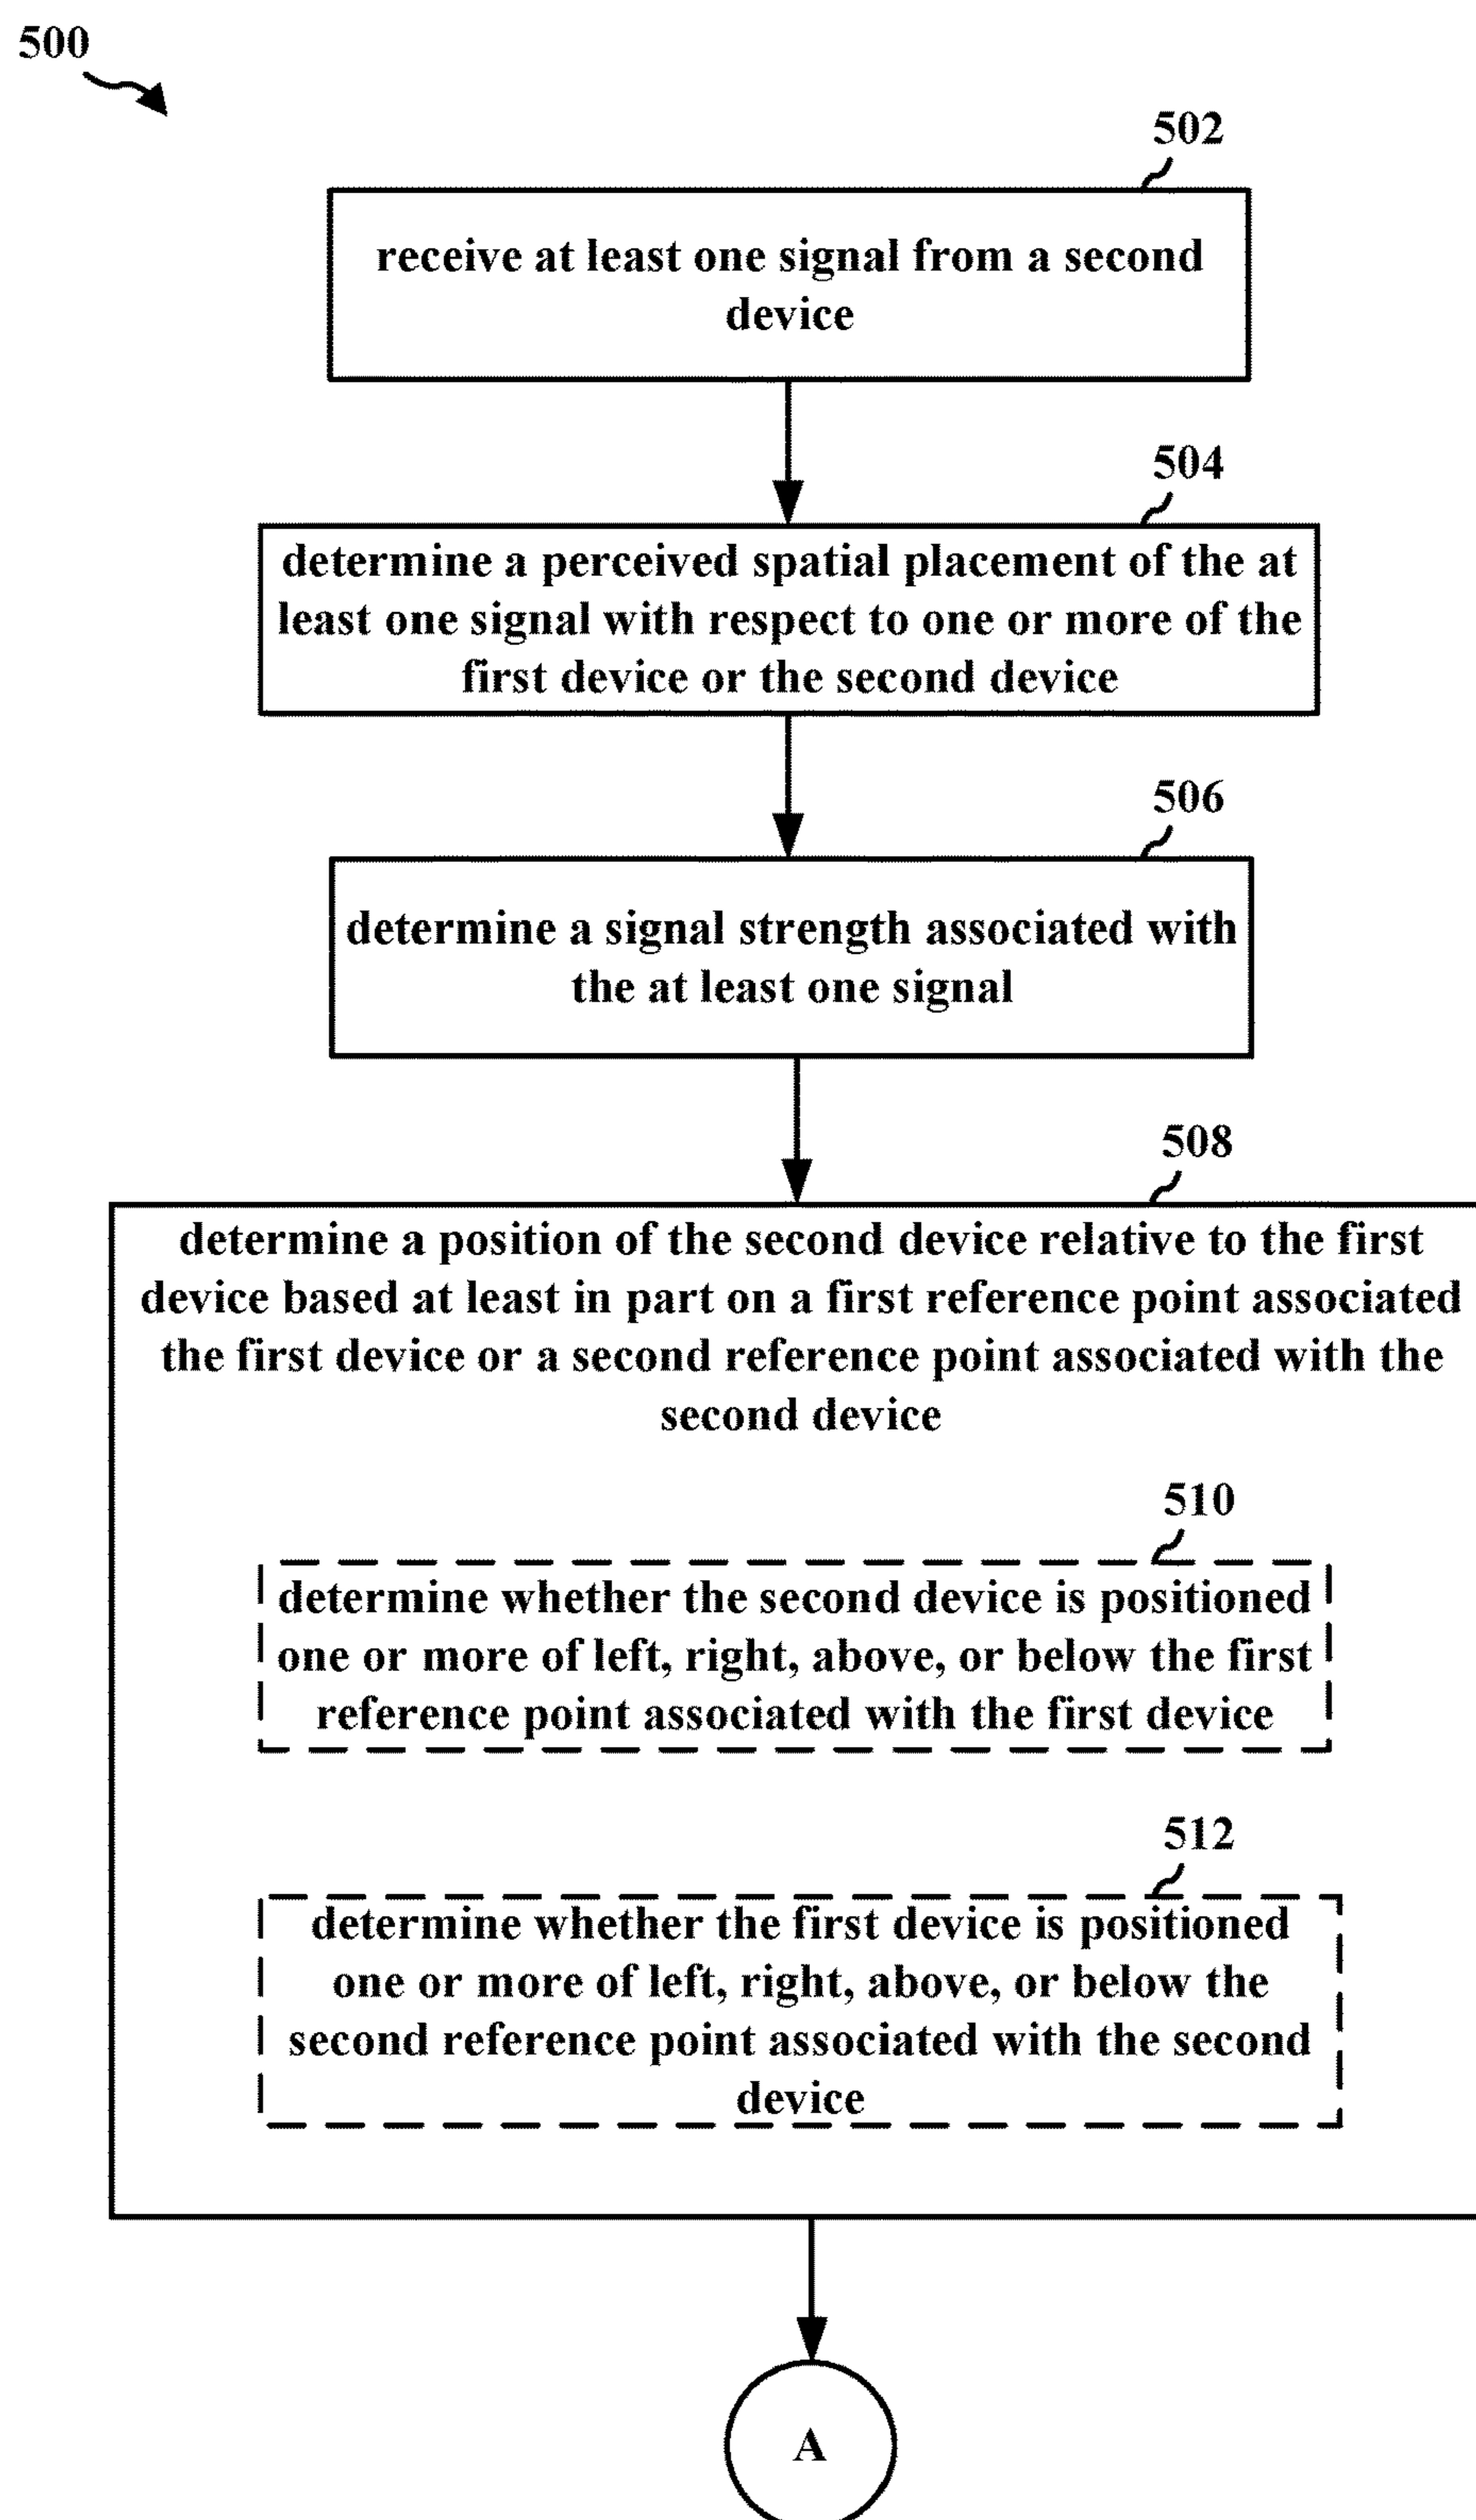 500
502
receive at least one signal from a second
device
504
determine a perceived spatial placement of the at
least one signal with respect to one or more of the
first device or the second device
506
determine a signal strength associated with
the at least one signal
508
determine a position of the second device relative to the first
device based at least in part on a first reference point associated
the first device or a second reference point associated with the
second device
510
determine whether the second device is positioned
one or more of left, right, above, or below the first
reference point associated with the first device
512
determine whether the first device is positioned
one or more of left, right, above, or below the
second reference point associated with the second
device
A